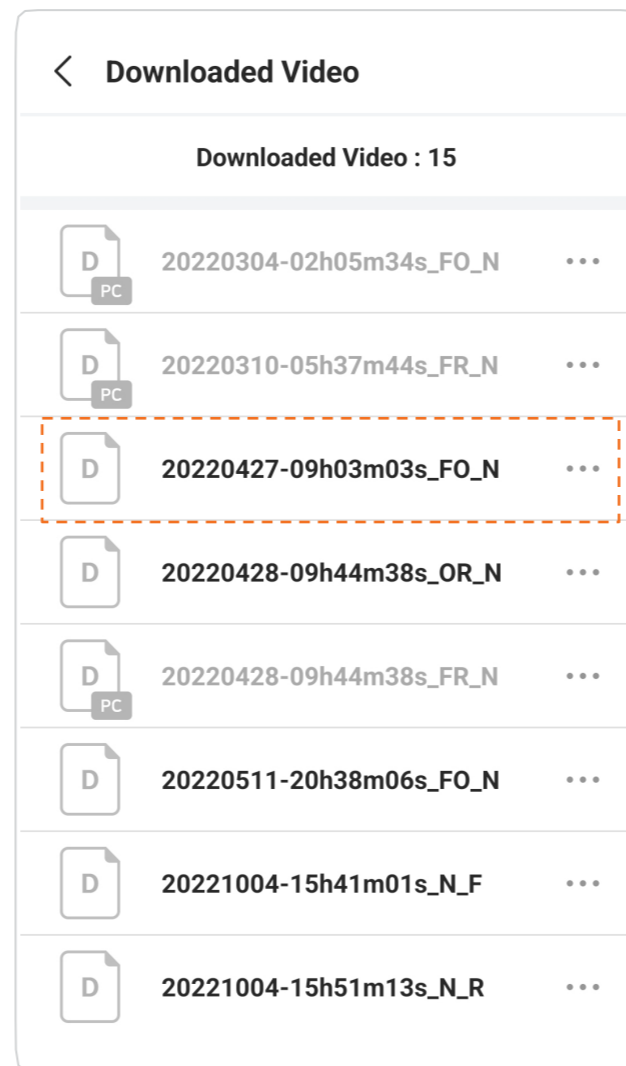 Downloaded Video
Downloaded Video : 15
D PC 20220304-02h05m34s_FO_N
D PC 20220310-05h37m44s_FR_N
D 20220427-09h03m03s_FO_N
D 20220428-09h44m38s_OR_N
D PC 20220428-09h44m38s_FR_N
D 20220511-20h38m06s_FO_N
D 20221004-15h41m01s_N_F
D 20221004-15h51m13s_N_R